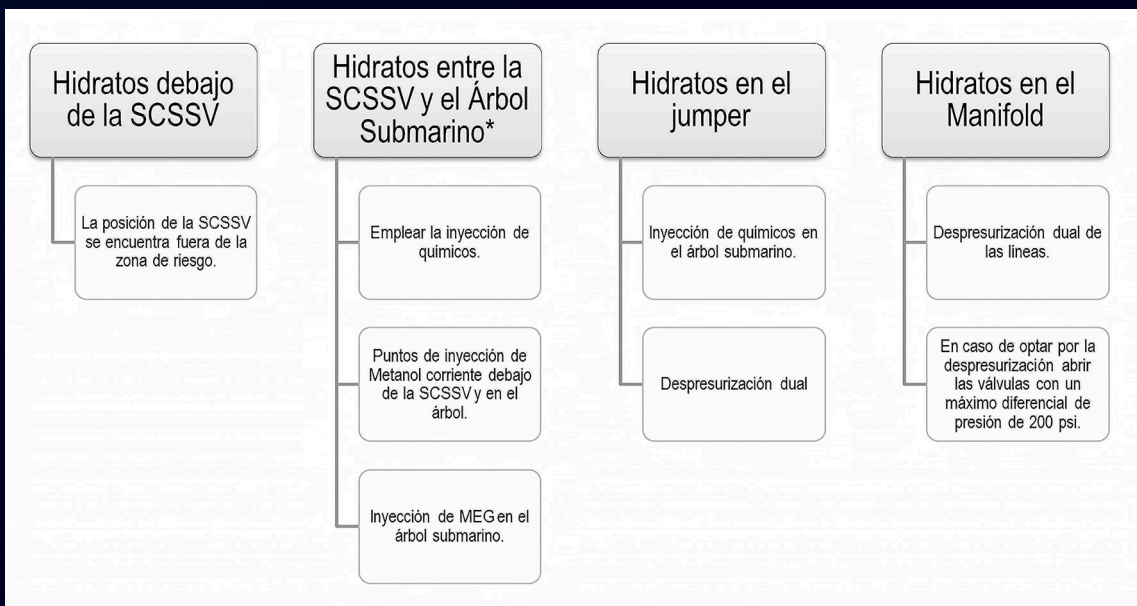 Hidratos debajo
de la SCSSV
La posición de la SCSSV
se encuentra fuera de la
zona de riesgo.
Hidratos entre la
SCSSV y el Árbol
Submarino*
Emplear la inyección de
químicos.
Puntos de inyección de
Metanol corriente debajo
de la SCSSV y en el
árbol.
Inyección de MEG en el
árbol submarino.
Hidratos en el
jumper
Inyección de químicos en
el árbol submarino.
Despresurización dual
Hidratos en el
Manifold
Despresurización dual de
las líneas.
En caso de optar por la
despresurización abrir
las válvulas con un
máximo diferencial de
presión de 200 psi.